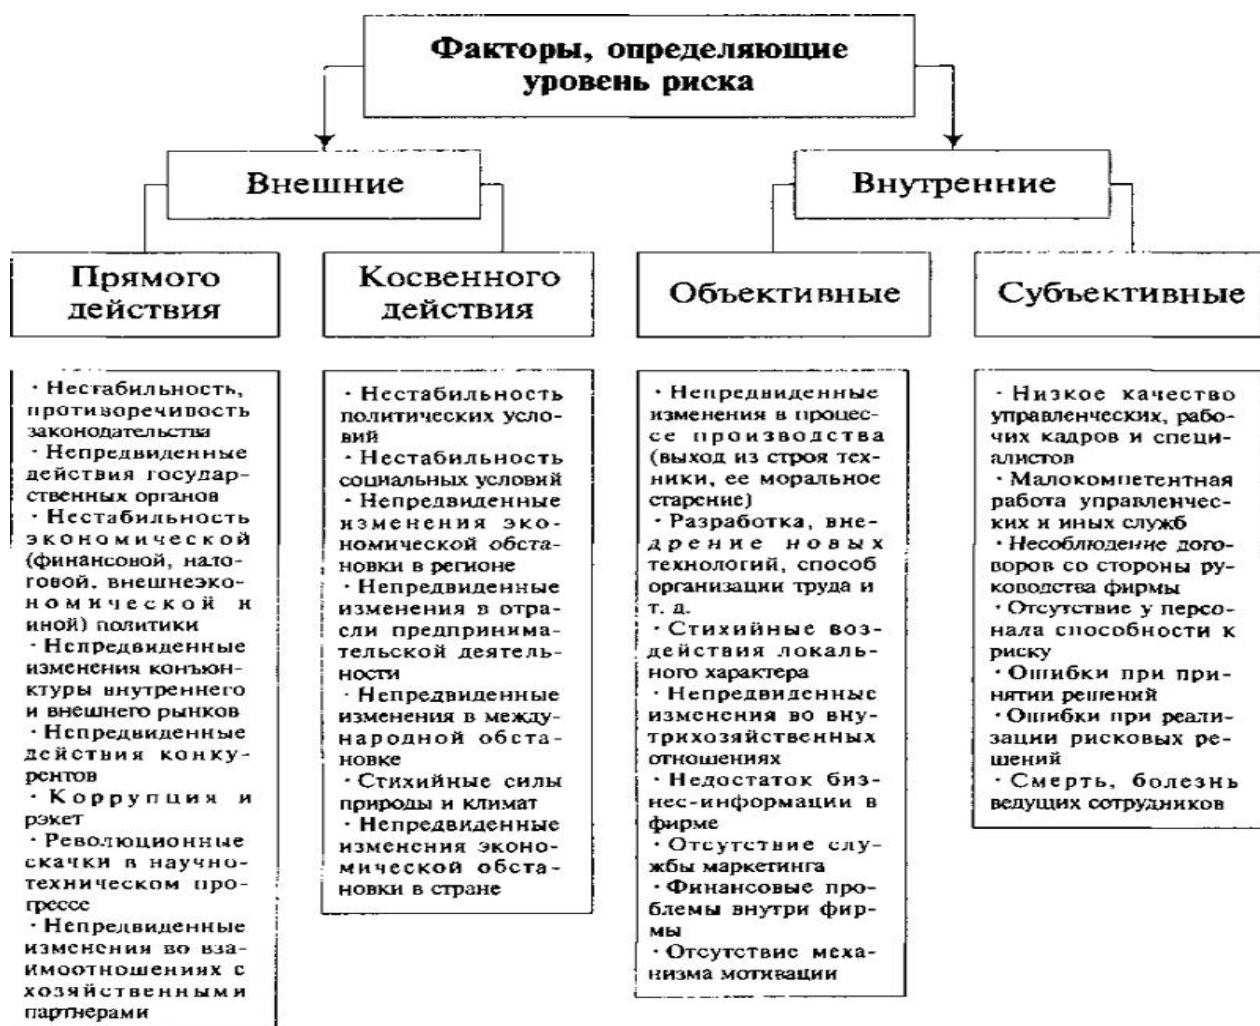 Факторы, определяющие
уровень риска
Внешние
Внутренние
Прямого
действия
Косвенного
действия
Объективные
Субъективные
· Нестабильность,
противоречивость
законодательства
· Непредвиденные
действия государ-
ственных органов
· Нестабильность
экономической
(финансовой, нало-
говой, внешнеэко-
номической и
иной) политики
· Непредвиденные
изменения конъюн-
ктуры внутреннего
и внешнего рынков
· Непредвиденные
действия конку-
рентов
· Коррупция и
рэкет
· Революционные
скачки в научно-
техническом про-
грессе
· Непредвиденные
изменения во вза-
имоотношениях с
хозяйственными
партнерами
· Нестабильность
политических усло-
вий
· Нестабильность
социальных условий
· Непредвиденные
изменения эко-
номической обста-
новки в регионе
· Непредвиденные
изменения в отра-
сли предпринима-
тельской деятель-
ности
· Непредвиденные
изменения в между-
народной обста-
новке
· Стихийные силы
природы и климат
· Непредвиденные
изменения эконо-
мической обста-
новки в стране
· Непредвиденные
изменения в процес-
се производства
(выход из строя тех-
ники, ее моральное
старение)
· Разработка, вне-
дрение новых
технологий, способ
организации труда и
т. д.
· Стихийные воз-
действия локаль-
ного характера
· Непредвиденные
изменения во вну-
трихозяйственных
отношениях
· Недостаток биз-
нес-информации в
фирме
· Отсутствие слу-
жбы маркетинга
· Финансовые про-
блемы внутри фир-
мы
· Отсутствие меха-
низма мотивации
· Низкое качество
управленческих, рабо-
чих кадров и специ-
алистов
· Малокомпетентная
работа управленчес-
ких и иных служб
· Несоблюдение дого-
воров со стороны ру-
ководства фирмы
· Отсутствие у персо-
нала способности к
риску
· Ошибки при при-
нятии решений
· Ошибки при реали-
зации рисковых ре-
шений
· Смерть, болезнь
ведущих сотрудников